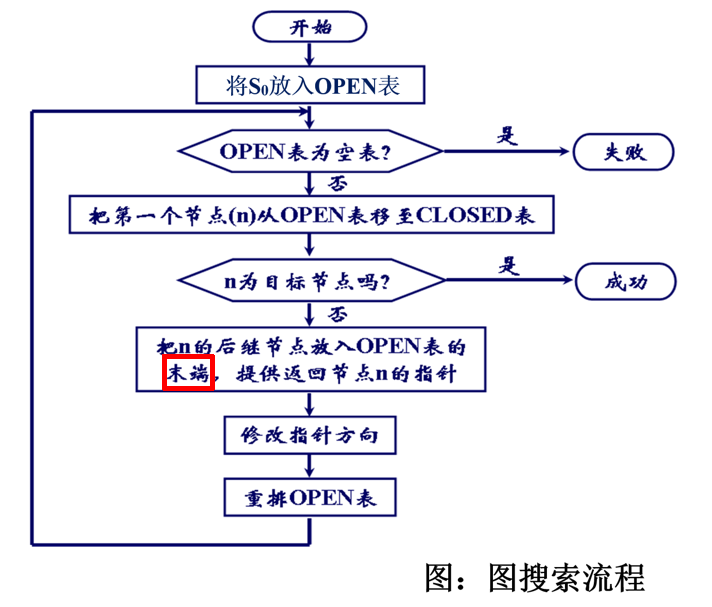 开始
将S₀放入OPEN表
OPEN表为空表?
是
失败
否
把第一个节点(n)从OPEN表移至CLOSED表
n为目标节点吗?
是
成功
否
把n的后继节点放入OPEN表的
末端，提供返回节点n的指针
修改指针方向
重排OPEN表
图：图搜索流程